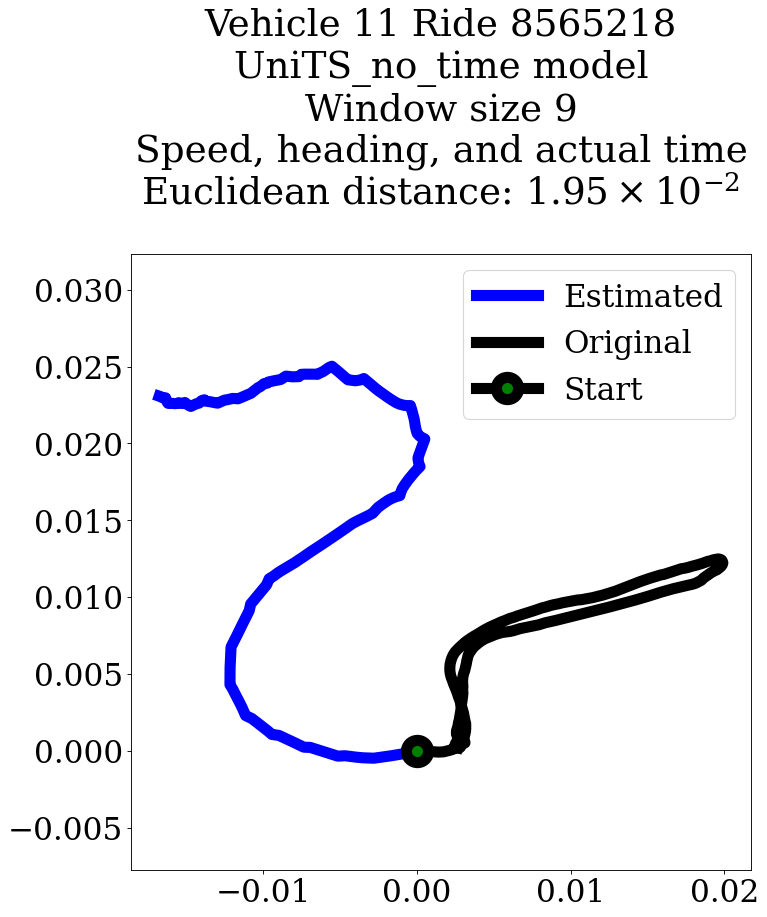 Vehicle 11 Ride 8565218
UniTS_no_time model
Window size 9
Speed, heading, and actual time
Euclidean distance: 1.95 × 10⁻²
Estimated
Original
Start
0.030
0.025
0.020
0.015
0.010
0.005
0.000
−0.005
−0.01 0.00 0.01 0.02